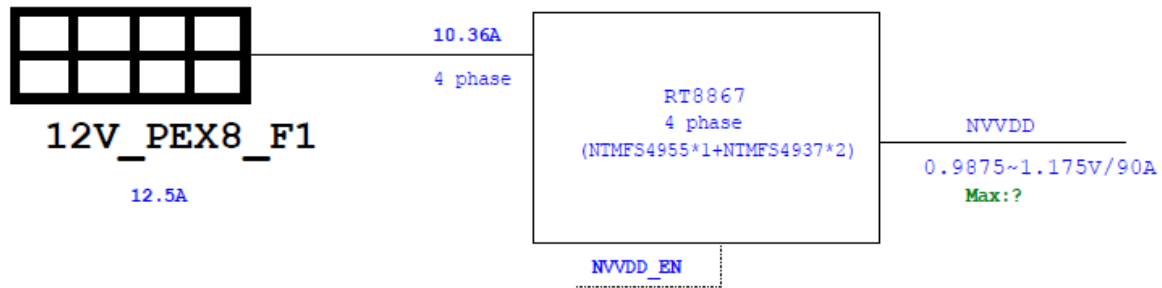 10.36A
4 phase
12V_PEX8_F1
12.5A
RT8867
4 phase
(NTMFS4955*1+NTMFS4937*2)
NVVDD
0.9875~1.175V/90A
Max:?
NVVDD_EN